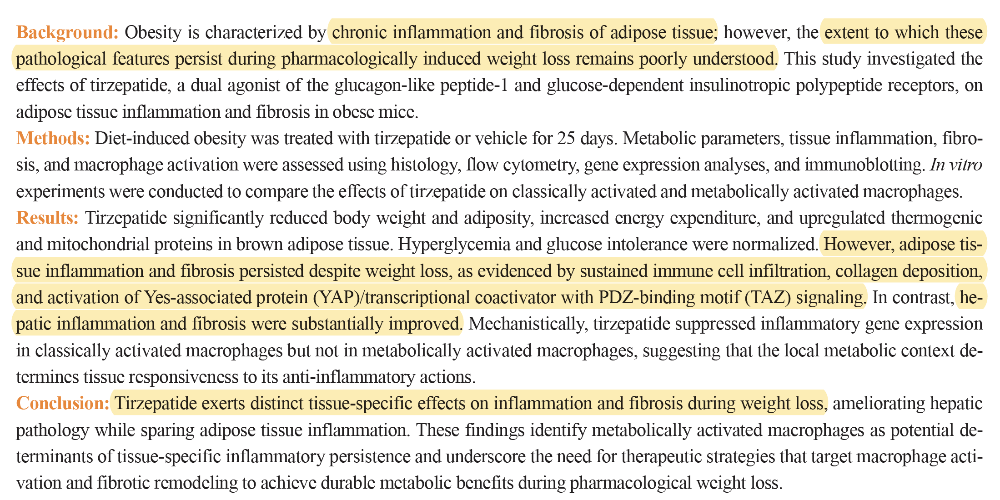 Background: Obesity is characterized by chronic inflammation and fibrosis of adipose tissue; however, the extent to which these
pathological features persist during pharmacologically induced weight loss remains poorly understood. This study investigated the
effects of tirzepatide, a dual agonist of the glucagon-like peptide-1 and glucose-dependent insulinotropic polypeptide receptors, on
adipose tissue inflammation and fibrosis in obese mice.
Methods: Diet-induced obesity was treated with tirzepatide or vehicle for 25 days. Metabolic parameters, tissue inflammation, fibro-
sis, and macrophage activation were assessed using histology, flow cytometry, gene expression analyses, and immunoblotting. In vitro
experiments were conducted to compare the effects of tirzepatide on classically activated and metabolically activated macrophages.
Results: Tirzepatide significantly reduced body weight and adiposity, increased energy expenditure, and upregulated thermogenic
and mitochondrial proteins in brown adipose tissue. Hyperglycemia and glucose intolerance were normalized. However, adipose tis-
sue inflammation and fibrosis persisted despite weight loss, as evidenced by sustained immune cell infiltration, collagen deposition,
and activation of Yes-associated protein (YAP)/transcriptional coactivator with PDZ-binding motif (TAZ) signaling. In contrast, he-
patic inflammation and fibrosis were substantially improved. Mechanistically, tirzepatide suppressed inflammatory gene expression
in classically activated macrophages but not in metabolically activated macrophages, suggesting that the local metabolic context de-
termines tissue responsiveness to its anti-inflammatory actions.
Conclusion: Tirzepatide exerts distinct tissue-specific effects on inflammation and fibrosis during weight loss, ameliorating hepatic
pathology while sparing adipose tissue inflammation. These findings identify metabolically activated macrophages as potential de-
terminants of tissue-specific inflammatory persistence and underscore the need for therapeutic strategies that target macrophage acti-
vation and fibrotic remodeling to achieve durable metabolic benefits during pharmacological weight loss.